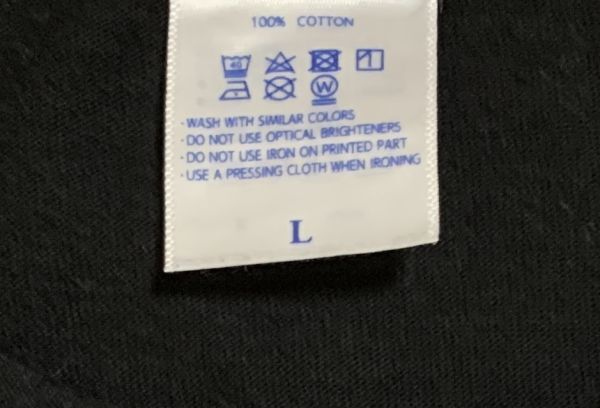 100% COTTON
40
W
·WASH WITH SIMILAR COLORS
·DO NOT USE OPTICAL BRIGHTENERS
·DO NOT USE IRON ON PRINTED PART
·USE A PRESSING CLOTH WHEN IRONING
L